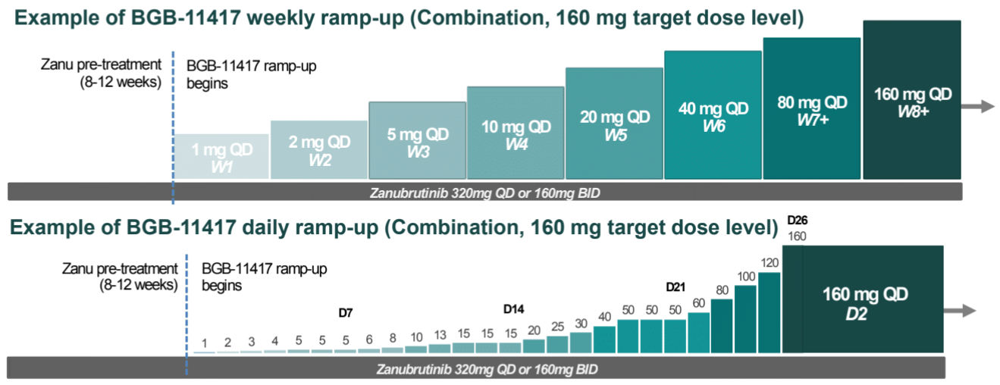 Example of BGB-11417 weekly ramp-up (Combination, 160 mg target dose level)
Zanu pre-treatment
(8-12 weeks)
BGB-11417 ramp-up
begins
1 mg QD
W1
2 mg QD
W2
5 mg QD
W3
10 mg QD
W4
20 mg QD
W5
40 mg QD
W6
80 mg QD
W7+
160 mg QD
W8+
Zanubrutinib 320mg QD or 160mg BID
Example of BGB-11417 daily ramp-up (Combination, 160 mg target dose level)
Zanu pre-treatment
(8-12 weeks)
BGB-11417 ramp-up
begins
D7
D14
D21
D26
1 2 3 4 5 5 5 6 8 10 13 15 15 15 20 25 30 40 50 50 50 60 80 100 120 160
160 mg QD
D2
Zanubrutinib 320mg QD or 160mg BID